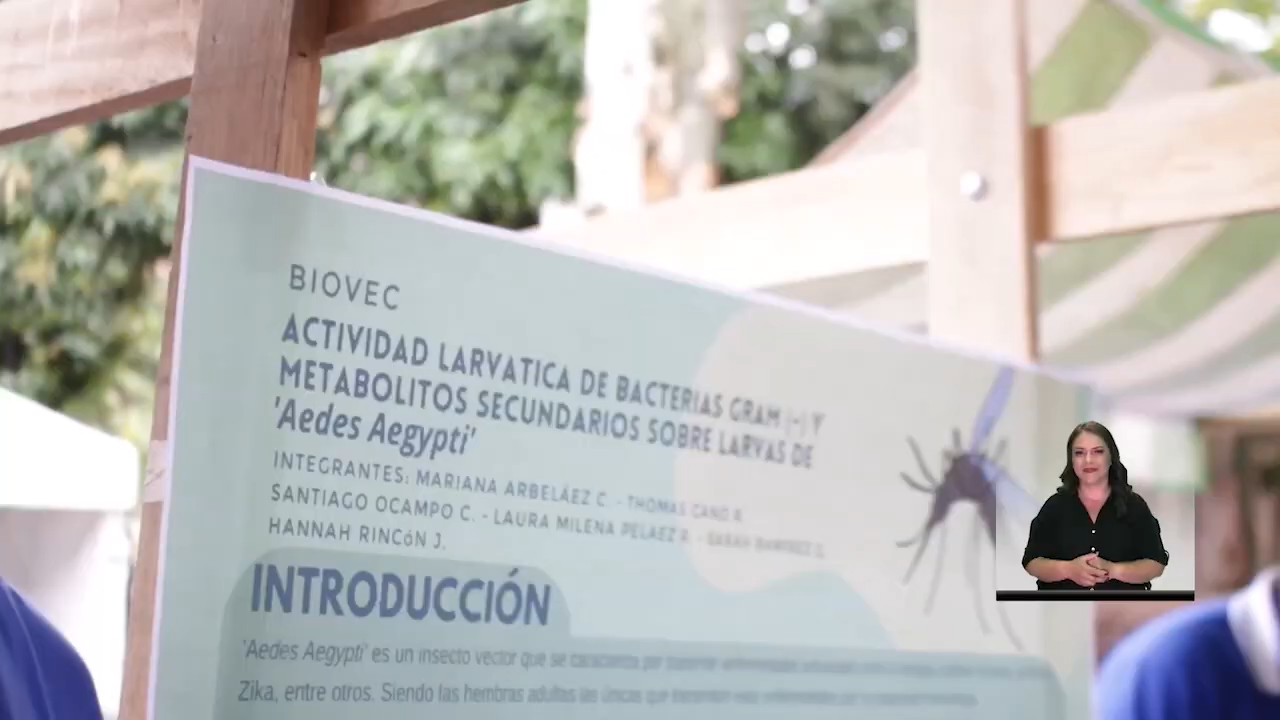 BIOVEC
ACTIVIDAD LARVATICA DE BACTERIAS GRAM (-) Y
METABOLITOS SECUNDARIOS SOBRE LARVAS DE
'Aedes Aegypti'
INTEGRANTES: MARIANA ARBELÁEZ C. - THOMAS CANO R.
SANTIAGO OCAMPO C. - LAURA MILENA PELAEZ R. - SARAH RAMIREZ
HANNAH RINCóN J.
INTRODUCCIÓN
'Aedes Aegypti' es un insecto vector que se caracteriza por
Zika, entre otros. Siendo las hembras adultas las únicas que